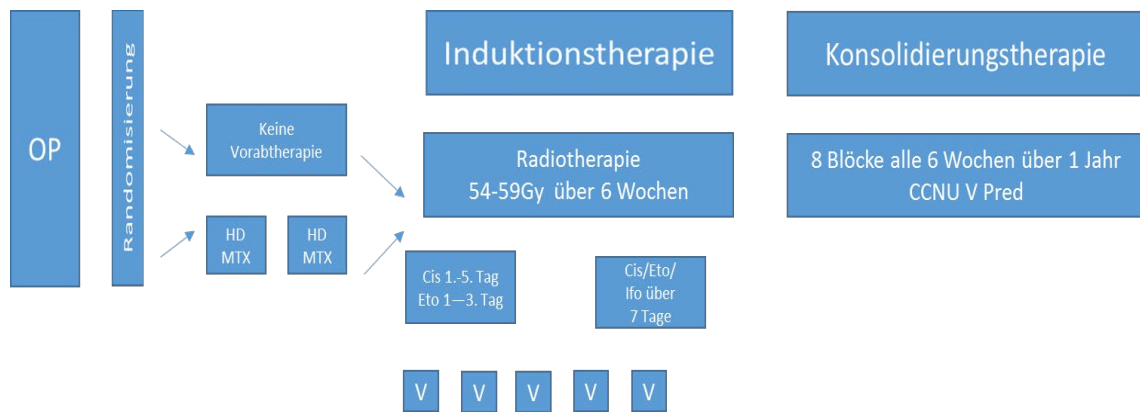 OP
Randomisierung
Keine
Vorabtherapie
HD
MTX
HD
MTX
Induktionstherapie
Radiotherapie
54-59Gy über 6 Wochen
Cis 1.-5. Tag
Eto 1—3. Tag
Cis/Eto/
Ifo über
7 Tage
V
V
V
V
V
Konsolidierungstherapie
8 Blöcke alle 6 Wochen über 1 Jahr
CCNU V Pred